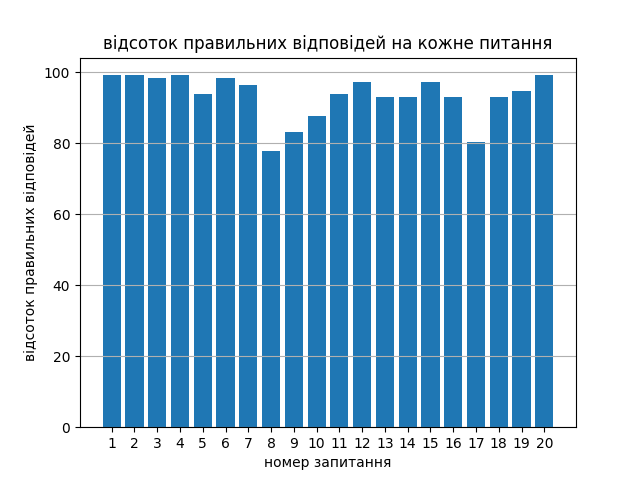 відсоток правильних відповідей на кожне питання
відсоток правильних відповідей
100
80
60
40
20
0
1 2 3 4 5 6 7 8 9 10 11 12 13 14 15 16 17 18 19 20
номер запитання